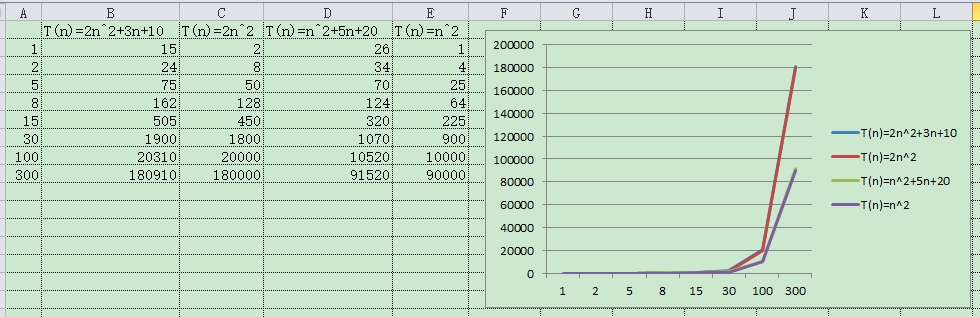 A B C D E F G H I J K L
T(n)=2n^2+3n+10 T(n)=2n^2 T(n)=n^2+5n+20 T(n)=n^2
1 15 2 26 1
2 24 8 34 4
5 75 50 70 25
8 162 128 124 64
15 505 450 320 225
30 1900 1800 1070 900
100 20310 20000 10520 10000
300 180910 180000 91520 90000
200000
180000
160000
140000
120000
100000
80000
60000
40000
20000
0
1 2 5 8 15 30 100 300
T(n)=2n^2+3n+10
T(n)=2n^2
T(n)=n^2+5n+20
T(n)=n^2